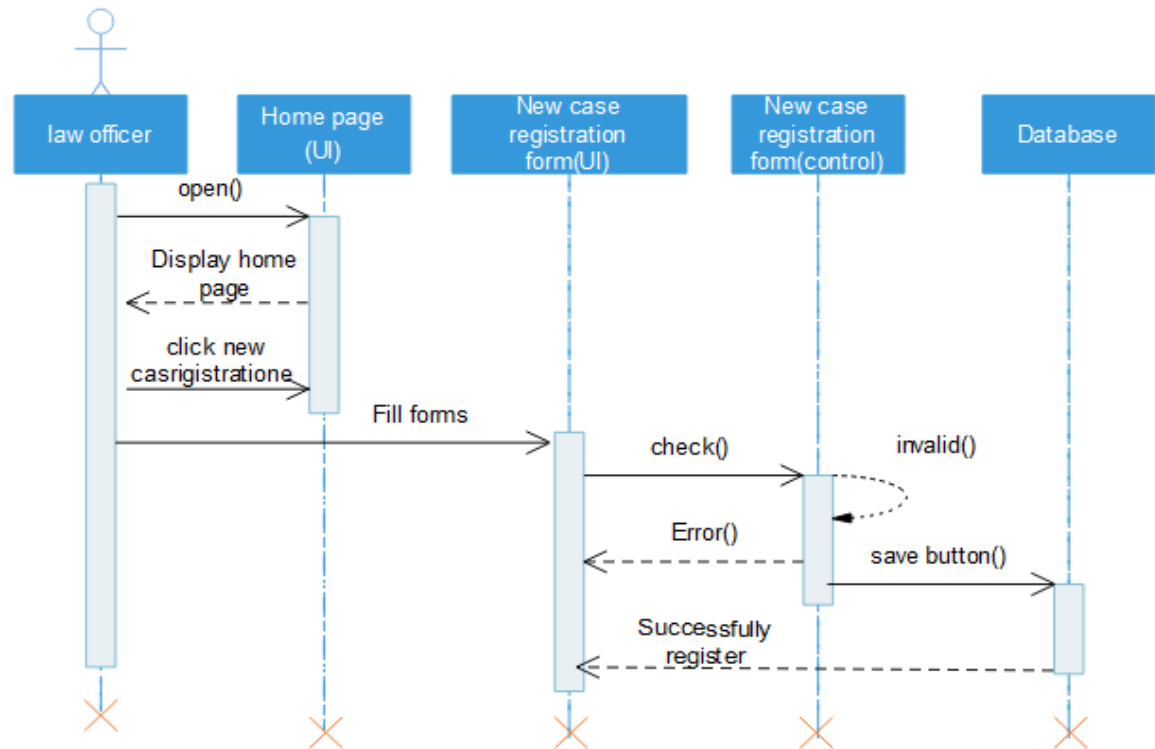 law officer
Home page
(UI)
New case
registration
form(UI)
New case
registration
form(control)
Database
open()
Display home
page
click new
casrigistratione
Fill forms
check()
invalid()
Error()
save button()
Successfully
register